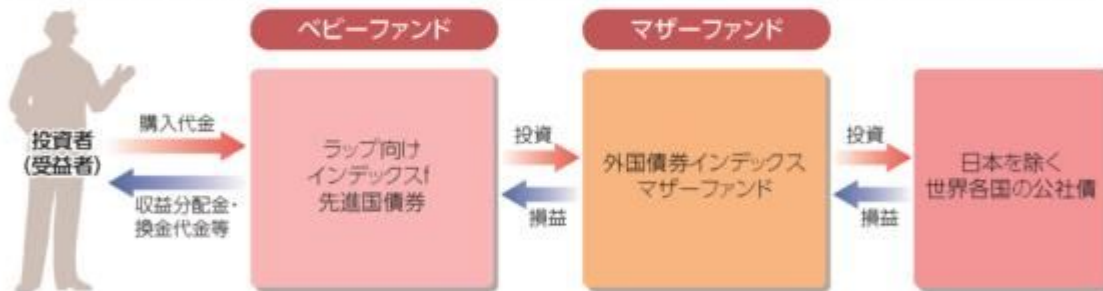 ベビーファンド
マザーファンド
投資者
(受益者)
購入代金
収益分配金・
換金代金等
ラップ向け
インデックスf
先進国債券
投資
損益
外国債券インデックス
マザーファンド
投資
損益
日本を除く
世界各国の公社債